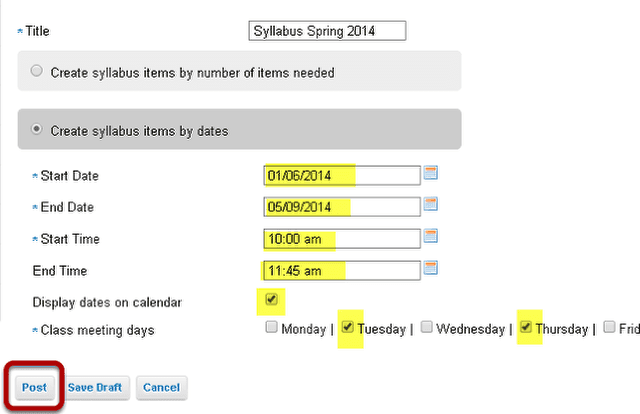 * Title Syllabus Spring 2014
Create syllabus items by number of items needed
Create syllabus items by dates
* Start Date 01/06/2014
* End Date 05/09/2014
* Start Time 10:00 am
End Time 11:45 am
Display dates on calendar
* Class meeting days Monday | Tuesday | Wednesday | Thursday | Frid
Post Save Draft Cancel